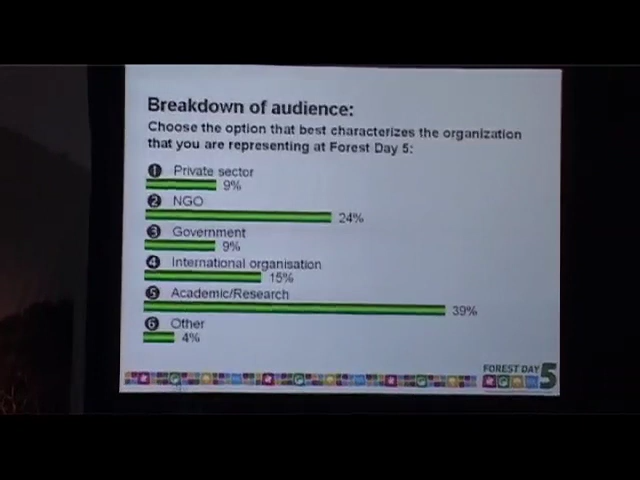 Breakdown of audience:
Choose the option that best characterizes the organization
that you are representing at Forest Day 5:
1 Private sector
9%
2 NGO
24%
3 Government
9%
4 International organisation
15%
5 Academic/Research
39%
6 Other
4%
FOREST DAY 5